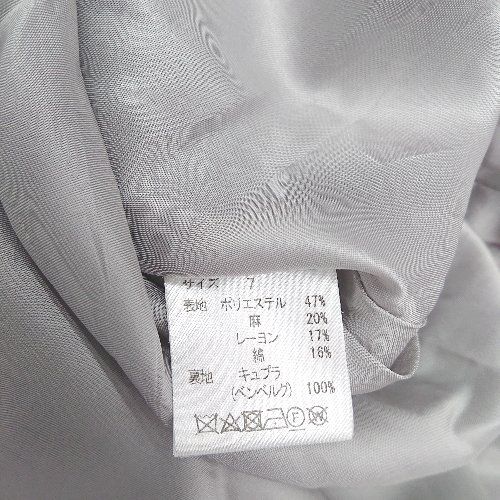 サイズ 7
表地 ポリエステル 47%
麻 20%
レーヨン 17%
綿 16%
裏地 キュプラ
(ベンベルグ) 100%
F W